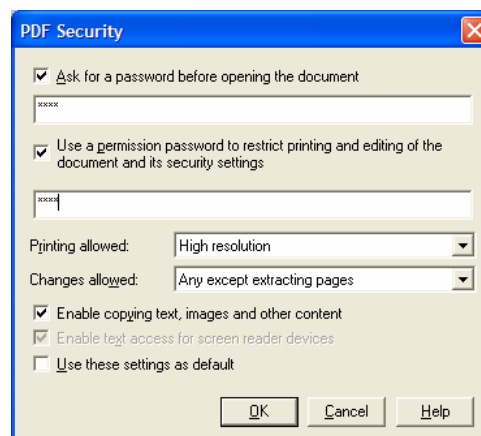 PDF Security
Ask for a password before opening the document
****
Use a permission password to restrict printing and editing of the
document and its security settings
****
Printing allowed: High resolution
Changes allowed: Any except extracting pages
Enable copying text, images and other content
Enable text access for screen reader devices
Use these settings as default
OK Cancel Help